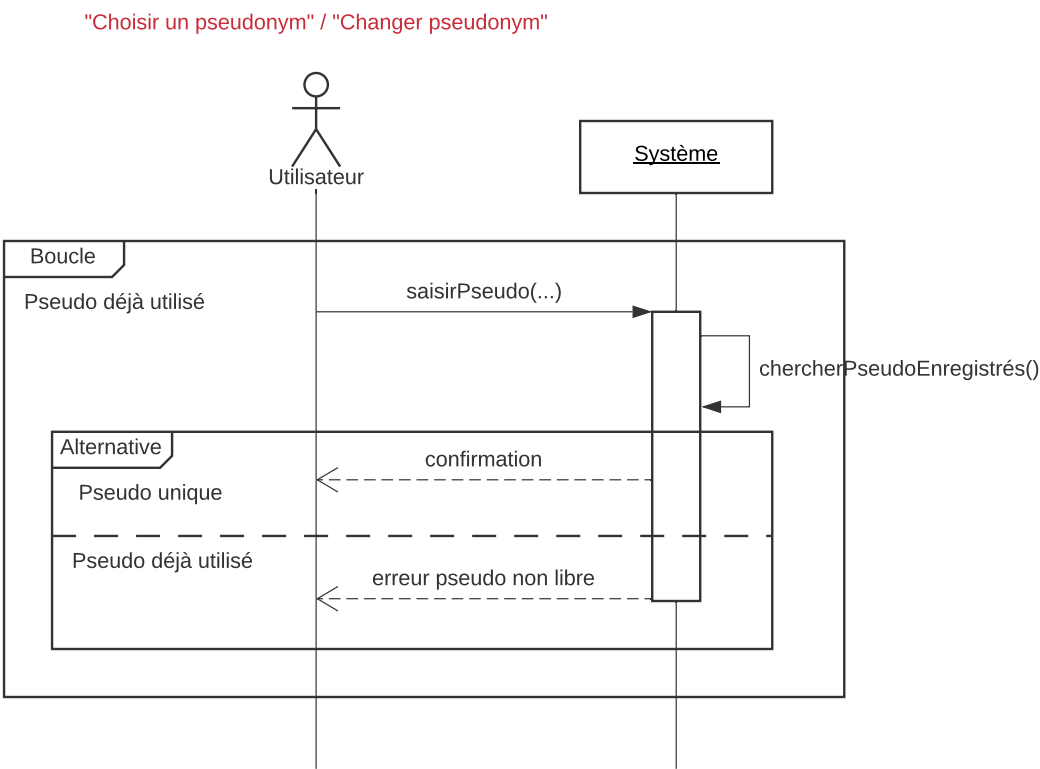 "Choisir un pseudonym" / "Changer pseudonym"
Utilisateur
Système
Boucle
Pseudo déjà utilisé
saisirPseudo(...)
chercherPseudoEnregistrés()
Alternative
confirmation
Pseudo unique
Pseudo déjà utilisé
erreur pseudo non libre